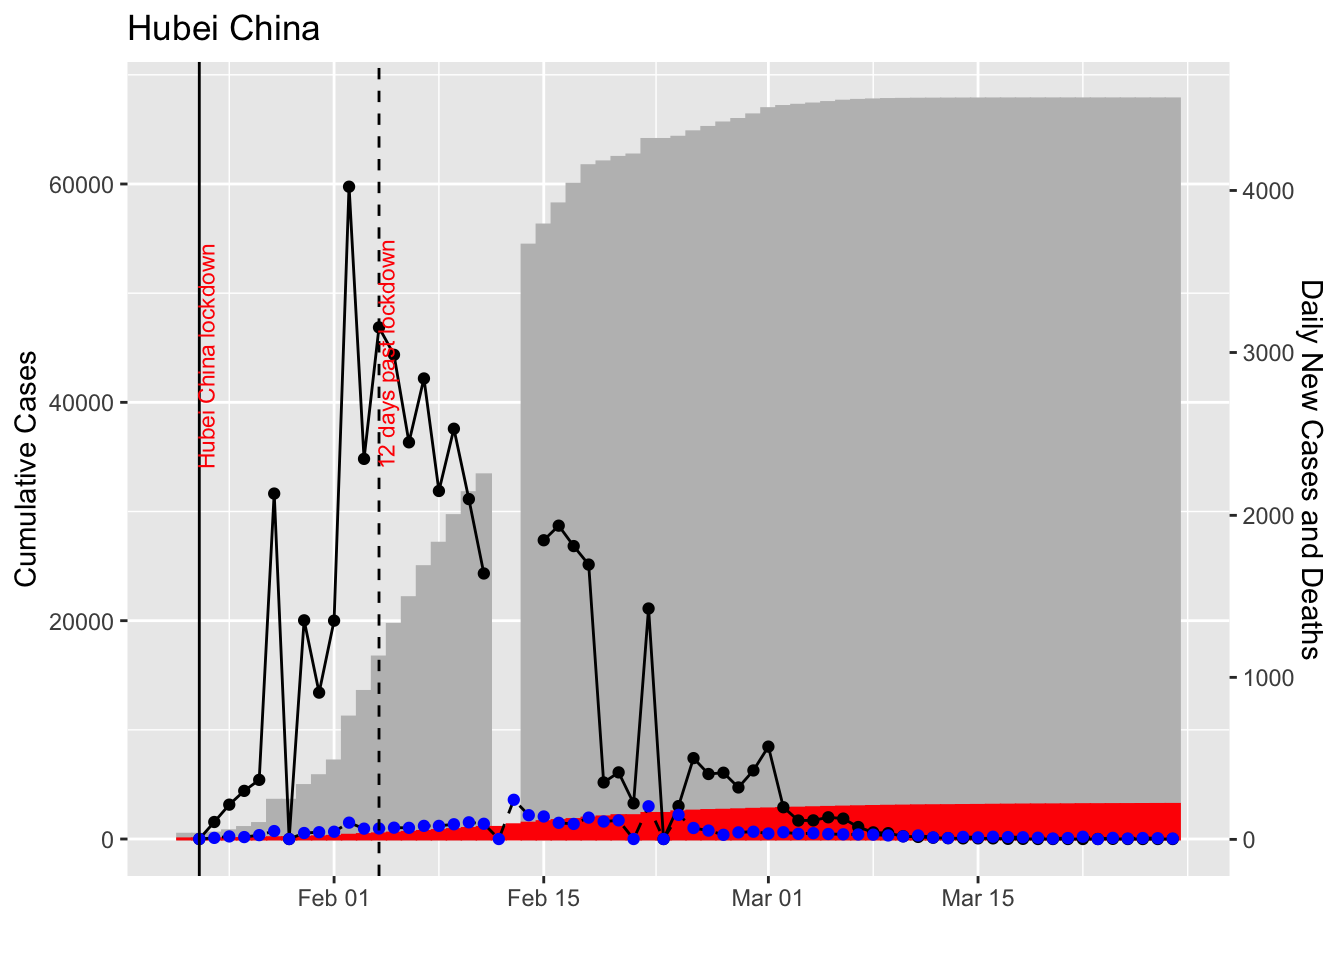 Hubei China
Cumulative Cases
60000
40000
20000
0
Hubei China lockdown
12 days past lockdown
4000
3000
2000
1000
0
Daily New Cases and Deaths
Feb 01
Feb 15
Mar 01
Mar 15